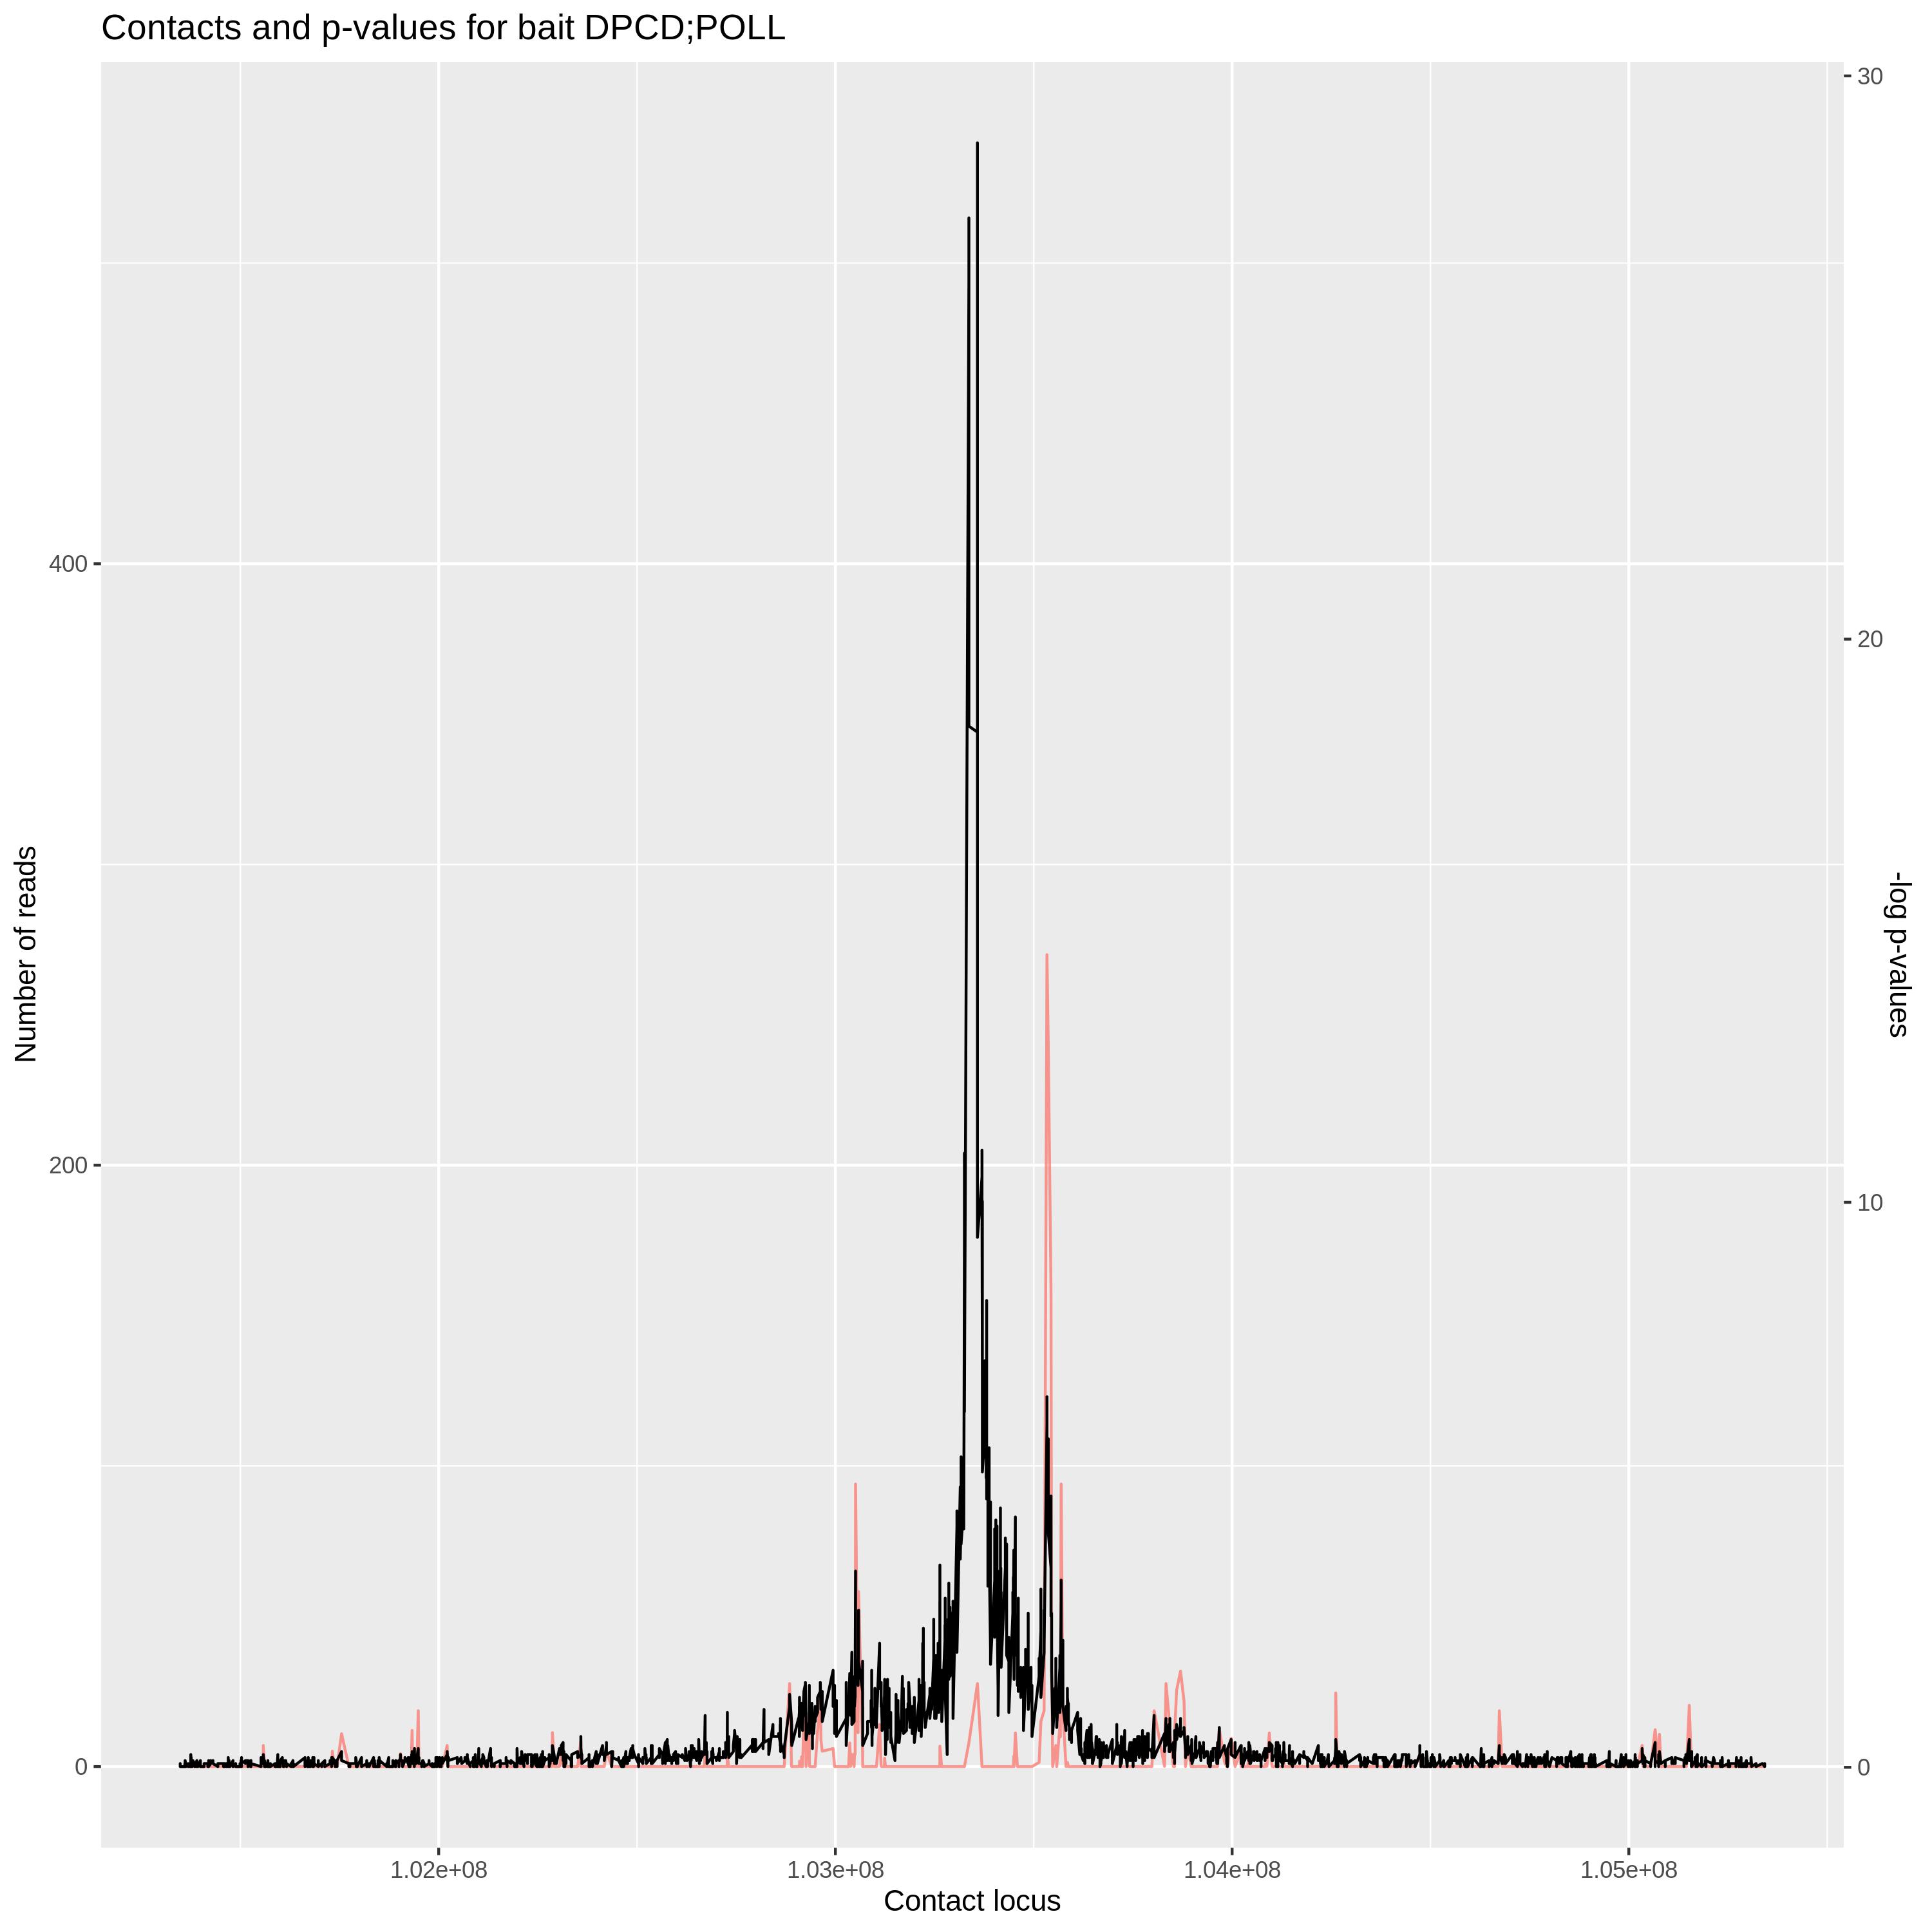 Contacts and p-values for bait DPCD;POLL
30
400
20
Number of reads
-log p-values
200
10
0
0
1.02e+08
1.03e+08
1.04e+08
1.05e+08
Contact locus